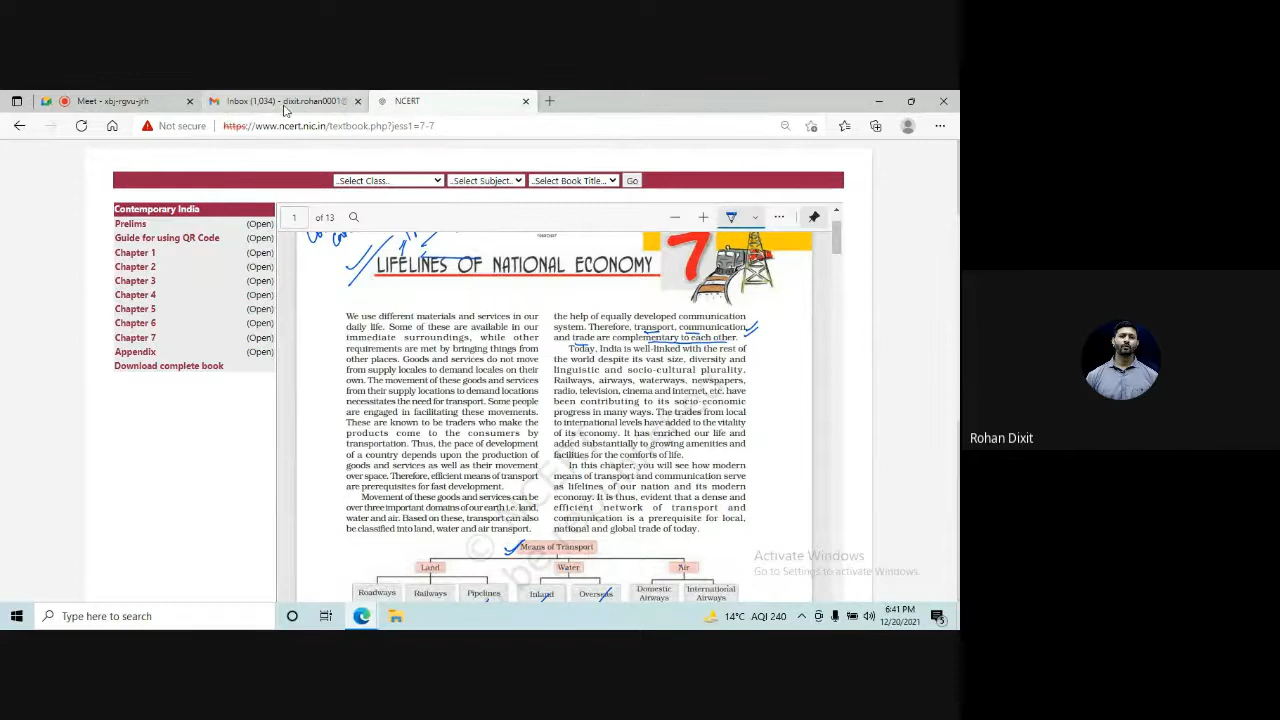 Meet - xbj-rgvu-jrh
Inbox (1,034) - dixit.rohan0001@
NCERT
Not secure
https://www.ncert.nic.in/textbook.php?jess1=7-7
..Select Class..
..Select Subject..
..Select Book Title...
Go
Contemporary India
Prelims (Open)
Guide for using QR Code (Open)
Chapter 1 (Open)
Chapter 2 (Open)
Chapter 3 (Open)
Chapter 4 (Open)
Chapter 5 (Open)
Chapter 6 (Open)
Chapter 7 (Open)
Appendix (Open)
Download complete book
1 of 13
LIFELINES OF NATIONAL ECONOMY
7
We use different materials and services in our
daily life. Some of these are available in our
immediate surroundings, while other
requirements are met by bringing things from
other places. Goods and services do not move
from supply locales to demand locales on their
own. The movement of these goods and services
from their supply locations to demand locations
necessitates the need for transport. Some people
are engaged in facilitating these movements.
These are known to be traders who make the
products come to the consumers by
transportation. Thus, the pace of development
of a country depends upon the production of
goods and services as well as their movement
over space. Therefore, efficient means of transport
are prerequisites for fast development.
Movement of these goods and services can be
over three important domains of our earth i.e. land,
water and air. Based on these, transport can also
be classified into land, water and air transport.
the help of equally developed communication
system. Therefore, transport, communication
and trade are complementary to each other.
Today, India is well-linked with the rest of
the world despite its vast size, diversity and
linguistic and socio-cultural plurality.
Railways, airways, waterways, newspapers,
radio, television, cinema and internet, etc. have
been contributing to its socio-economic
progress in many ways. The trades from local
to international levels have added to the vitality
of its economy. It has enriched our life and
added substantially to growing amenities and
facilities for the comforts of life.
In this chapter, you will see how modern
means of transport and communication serve
as lifelines of our nation and its modern
economy. It is thus, evident that a dense and
efficient network of transport and
communication is a prerequisite for local,
national and global trade of today.
Means of Transport
Land Water Air
Roadways Railways Pipelines Inland Overseas Domestic Airways International Airways
Activate Windows
Go to Settings to activate Windows.
Type here to search
14°C AQI 240
6:41 PM
12/20/2021
5
Rohan Dixit